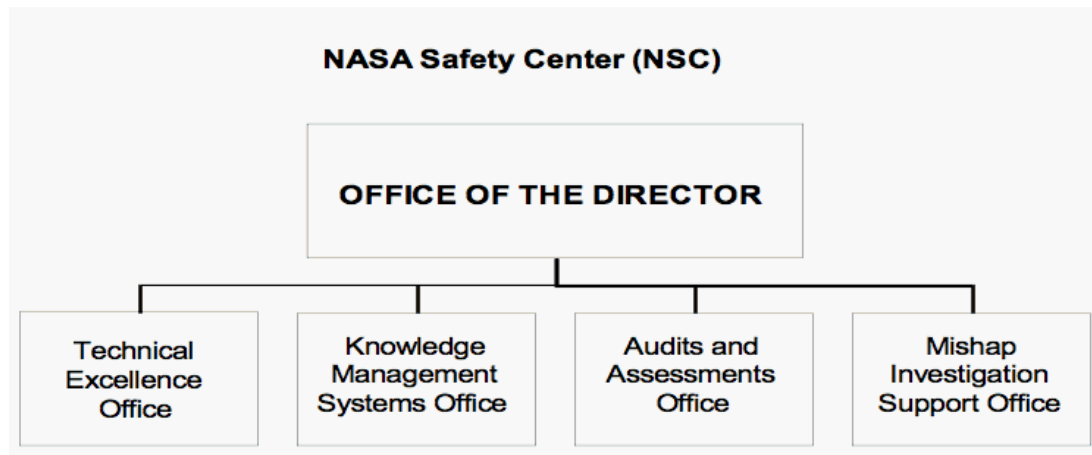 NASA Safety Center (NSC)
OFFICE OF THE DIRECTOR
Technical
Excellence
Office
Knowledge
Management
Systems Office
Audits and
Assessments
Office
Mishap
Investigation
Support Office